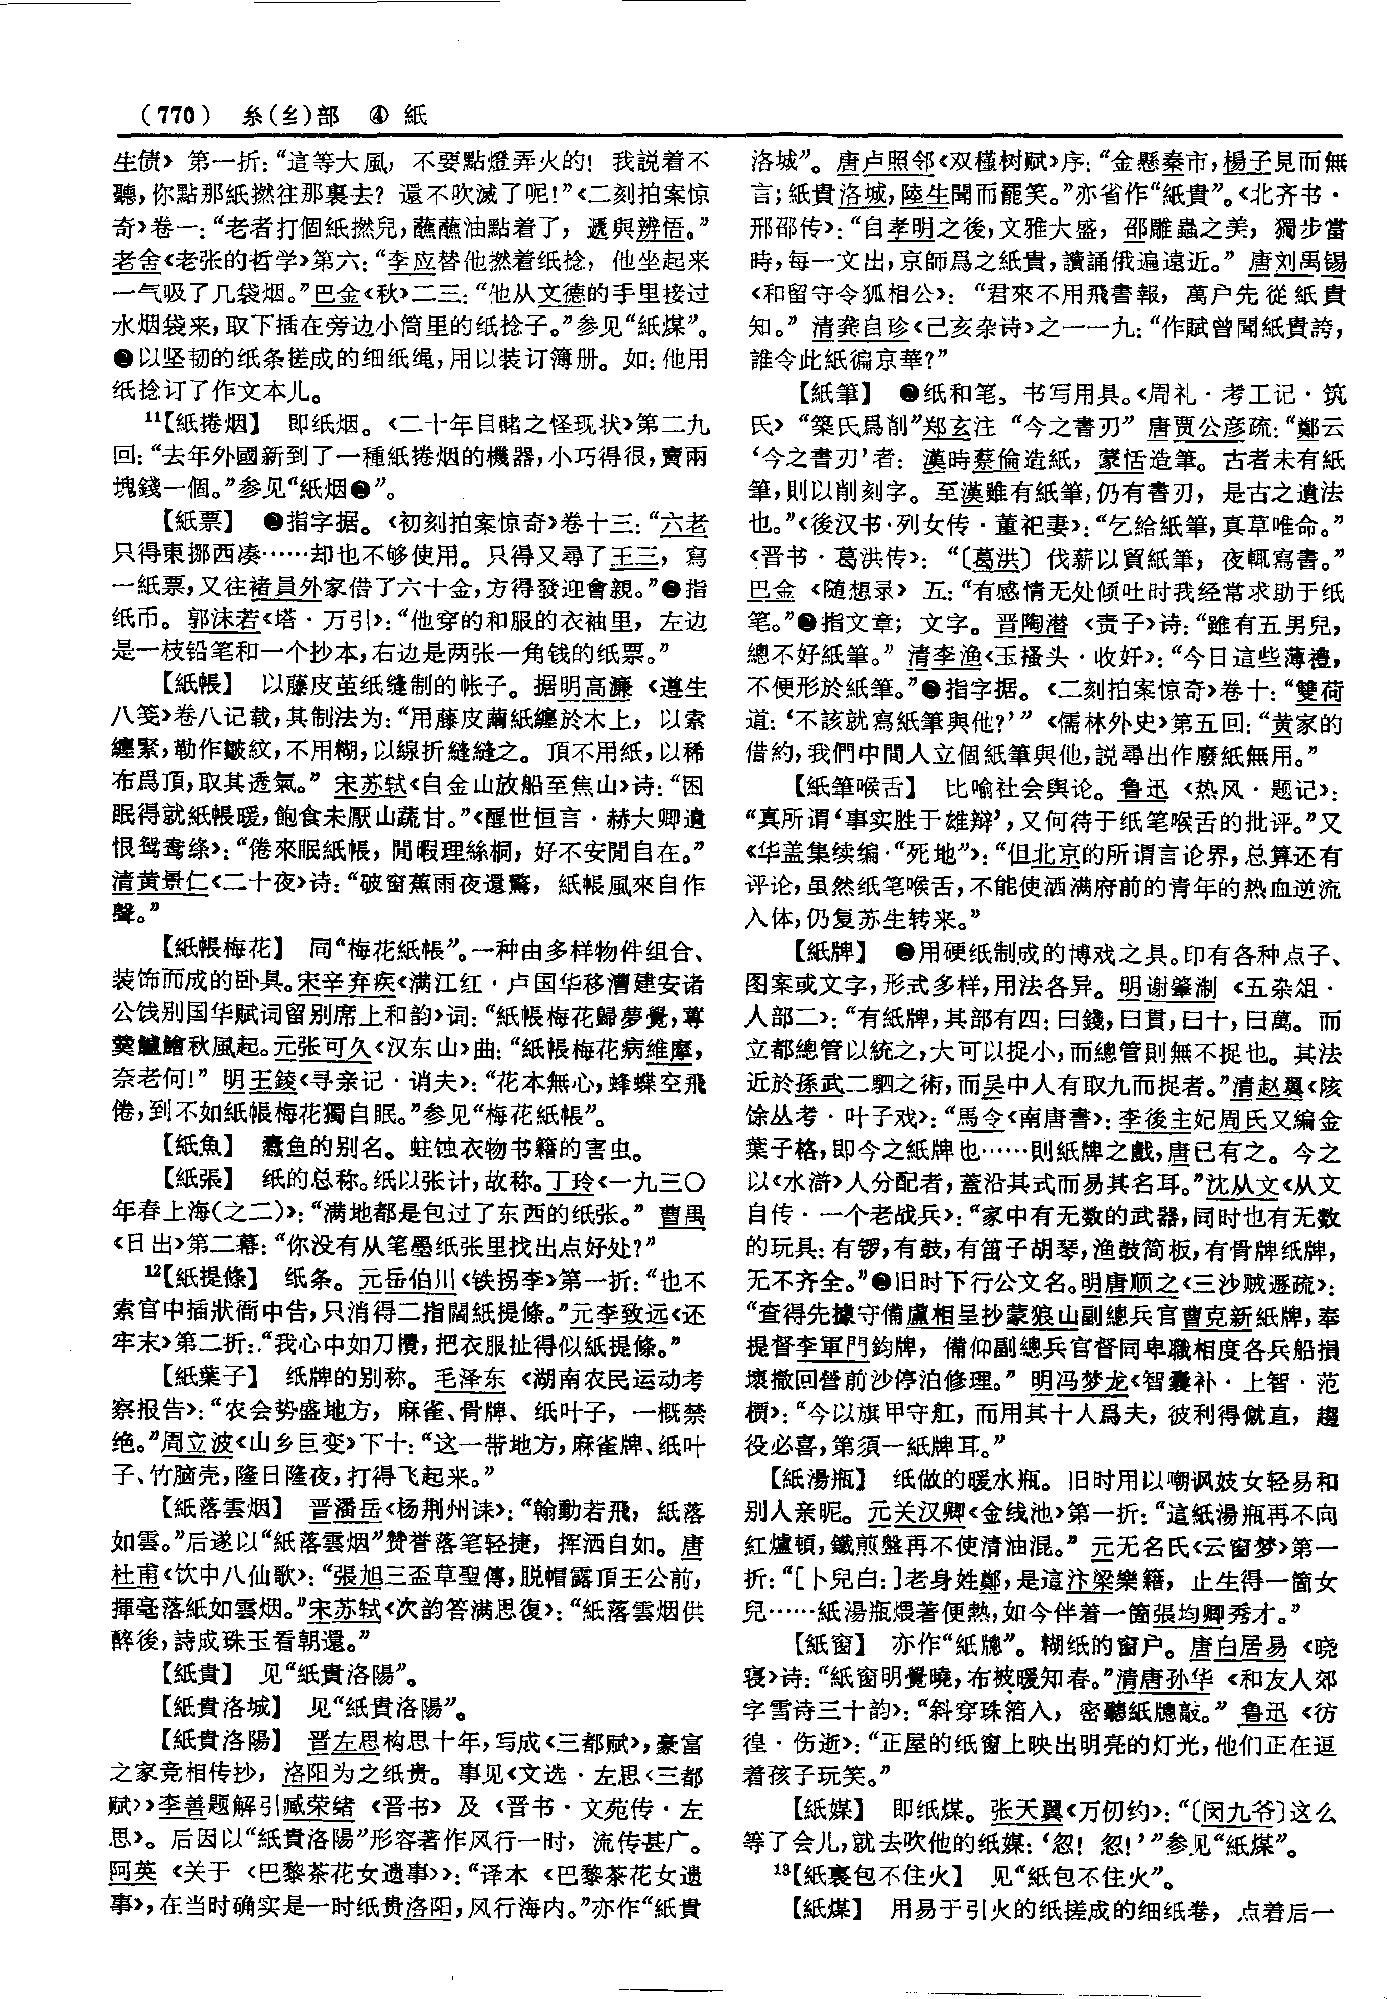 (770) 糸(纟)部 ④ 紙
生债》第一折：“這等大風，不要點燈弄火的！我説着不
聽，你點那紙撚往那裏去？還不吹滅了呢！”《二刻拍案惊
奇》卷一：“老者打個紙撚兒，蘸蘸油點着了，遞與辨悟。”
老舍《老张的哲学》第六：“李应替他撚着纸捻，他坐起来
一气吸了几袋烟。”巴金《秋》二三：“他从文德的手里接过
水烟袋来，取下插在旁边小筒里的纸捻子。”参见“紙煤”。
❷以坚韧的纸条搓成的细纸绳，用以装订簿册。如：他用
纸捻订了作文本儿。
11【紙捲烟】 即纸烟。《二十年目睹之怪现状》第二九
回：“去年外國新到了一種紙捲烟的機器，小巧得很，賣兩
塊錢一個。”参见“紙烟❷”。
【紙票】 ❶指字据。《初刻拍案惊奇》卷十三：“六老
只得東挪西凑……却也不够使用。只得又尋了王三，寫
一紙票，又往褚員外家借了六十金，方得發迎會親。”❷指
纸币。郭沫若《塔·万引》：“他穿的和服的衣袖里，左边
是一枝铅笔和一个抄本，右边是两张一角钱的纸票。”
【紙帳】 以藤皮茧纸缝制的帐子。据明高濂《遵生
八笺》卷八记载，其制法为：“用藤皮繭紙纏於木上，以索
纏緊，勒作皺紋，不用糊，以線折縫縫之。頂不用紙，以稀
布爲頂，取其透氣。”宋苏轼《自金山放船至焦山》诗：“困
眠得就紙帳暖，飽食未厭山蔬甘。”《醒世恒言·赫大卿遗
恨鸳鸯绦》：“倦來眠紙帳，閒暇理絲桐，好不安閒自在。”
清黄景仁《二十夜》诗：“破窗蕉雨夜還驚，紙帳風來自作
聲。”
【紙帳梅花】 同“梅花紙帳”。一种由多样物件组合、
装饰而成的卧具。宋辛弃疾《满江红·卢国华移漕建安诸
公饯别国华赋词留别席上和韵》词：“紙帳梅花歸夢覺，蓴
羹鱸鱠秋風起。元张可久《汉东山》曲：“紙帳梅花病維摩，
奈老何！”明王錂《寻亲记·诮夫》：“花本無心，蜂蝶空飛
倦，到不如紙帳梅花獨自眠。”参见“梅花紙帳”。
【紙魚】 蠹鱼的别名。蛀蚀衣物书籍的害虫。
【紙張】 纸的总称。纸以张计，故称。丁玲《一九三〇
年春上海(之二)》：“满地都是包过了东西的纸张。”曹禺
《日出》第二幕：“你没有从笔墨纸张里找出点好处？”
12【紙提條】 纸条。元岳伯川《铁拐李》第一折：“也不
索官中插狀衙中告，只消得二指闊紙提條。”元李致远《还
牢末》第二折：“我心中如刀攢，把衣服扯得似紙提條。”
【紙葉子】 纸牌的别称。毛泽东《湖南农民运动考
察报告》：“农会势盛地方，麻雀、骨牌、纸叶子，一概禁
绝。”周立波《山乡巨变》下十：“这一带地方，麻雀牌、纸叶
子、竹脑壳，隆日隆夜，打得飞起来。”
【紙落雲烟】 晋潘岳《杨荆州诔》：“翰動若飛，紙落
如雲。”后遂以“紙落雲烟”赞誉落笔轻捷，挥洒自如。唐
杜甫《饮中八仙歌》：“張旭三盃草聖傳，脱帽露頂王公前，
揮毫落紙如雲烟。”宋苏轼《次韵答满思復》：“紙落雲烟供
醉後，詩成珠玉看朝還。”
【紙貴】 见“紙貴洛陽”。
【紙貴洛城】 见“紙貴洛陽”。
【紙貴洛陽】 晋左思构思十年，写成《三都赋》，豪富
之家竞相传抄，洛阳为之纸贵。事见《文选·左思〈三都
赋〉》李善题解引臧荣绪《晋书》及《晋书·文苑传·左
思》。后因以“紙貴洛陽”形容著作风行一时，流传甚广。
阿英《关于〈巴黎茶花女遗事〉》：“译本《巴黎茶花女遗
事》，在当时确实是一时纸贵洛阳，风行海内。”亦作“紙貴
洛城”。唐卢照邻《双槿树赋》序：“金懸秦市，楊子見而無
言；紙貴洛城，陸生聞而罷笑。”亦省作“紙貴”。《北齐书·
邢邵传》：“自孝明之後，文雅大盛，邵雕蟲之美，獨步當
時，每一文出，京師爲之紙貴，讀誦俄遍遠近。”唐刘禹锡
《和留守令狐相公》：“君來不用飛書報，萬户先從紙貴
知。”清龚自珍《己亥杂诗》之一一九：“作賦曾聞紙貴誇，
誰令此紙徧京華？”
【紙筆】 ❶纸和笔。书写用具。《周礼·考工记·筑
氏》“築氏爲削”郑玄注“今之書刃”唐贾公彦疏：“鄭云
‘今之書刃’者：漢時蔡倫造紙，蒙恬造筆。古者未有紙
筆，則以削刻字。至漢雖有紙筆，仍有書刃，是古之遺法
也。”《後汉书·列女传·董祀妻》：“乞給紙筆，真草唯命。”
《晋书·葛洪传》：“〔葛洪〕伐薪以貿紙筆，夜輒寫書。”
巴金《随想录》五：“有感情无处倾吐时我经常求助于纸
笔。”❷指文章；文字。晋陶潜《责子》诗：“雖有五男兒，
總不好紙筆。”清李渔《玉搔头·收奸》：“今日這些薄禮，
不便形於紙筆。”❸指字据。《二刻拍案惊奇》卷十：“雙荷
道：‘不該就寫紙筆與他？’”《儒林外史》第五回：“黄家的
借約，我們中間人立個紙筆與他，説尋出作廢紙無用。”
【紙筆喉舌】 比喻社会舆论。鲁迅《热风·题记》：
“真所谓‘事实胜于雄辩’，又何待于纸笔喉舌的批评。”又
《华盖集续编·“死地”》：“但北京的所谓言论界，总算还有
评论，虽然纸笔喉舌，不能使洒满府前的青年的热血逆流
入体，仍复苏生转来。”
【紙牌】 ❶用硬纸制成的博戏之具。印有各种点子、
图案或文字，形式多样，用法各异。明谢肇淛《五杂俎·
人部二》：“有紙牌，其部有四：曰錢，曰貫，曰十，曰萬。而
立都總管以統之，大可以捉小，而總管則無不捉也。其法
近於孫武二駟之術，而吴中人有取九而捉者。”清赵翼《陔
馀丛考·叶子戏》：“馬令《南唐書》：李後主妃周氏又編金
葉子格，即今之紙牌也……則紙牌之戲，唐已有之。今之
以《水滸》人分配者，蓋沿其式而易其名耳。”沈从文《从文
自传·一个老战兵》：“家中有无数的武器，同时也有无数
的玩具：有锣，有鼓，有笛子胡琴，渔鼓简板，有骨牌纸牌，
无不齐全。”❷旧时下行公文名。明唐顺之《三沙贼遯疏》：
“查得先據守備盧相呈抄蒙狼山副總兵官曹克新紙牌，奉
提督李軍門鈞牌，備仰副總兵官督同卑職相度各兵船損
壞撤回營前沙停泊修理。”明冯梦龙《智囊补·上智·范
檟》：“今以旗甲守舡，而用其十人爲夫，彼利得僦直，趨
役必喜，第須一紙牌耳。”
【紙湯瓶】 纸做的暖水瓶。旧时用以嘲讽妓女轻易和
别人亲昵。元关汉卿《金线池》第一折：“這紙湯瓶再不向
紅爐頓，鐵煎盤再不使清油混。”元无名氏《云窗梦》第一
折：“[卜兒白：]老身姓鄭，是這汴梁樂籍，止生得一箇女
兒……紙湯瓶煨著便熱，如今伴着一箇張均卿秀才。”
【紙窗】 亦作“紙牕”。糊纸的窗户。唐白居易《晓
寝》诗：“紙窗明覺曉，布被暖知春。”清唐孙华《和友人郊
字雪诗三十韵》：“斜穿珠箔入，密聽紙牕敲。”鲁迅《彷
徨·伤逝》：“正屋的纸窗上映出明亮的灯光，他们正在逗
着孩子玩笑。”
【紙媒】 即纸煤。张天翼《万仞约》：“〔闵九爷〕这么
等了会儿，就去吹他的纸媒：‘忽！忽！’”参见“紙煤”。
13【紙裏包不住火】 见“紙包不住火”。
【紙煤】 用易于引火的纸搓成的细纸卷，点着后一